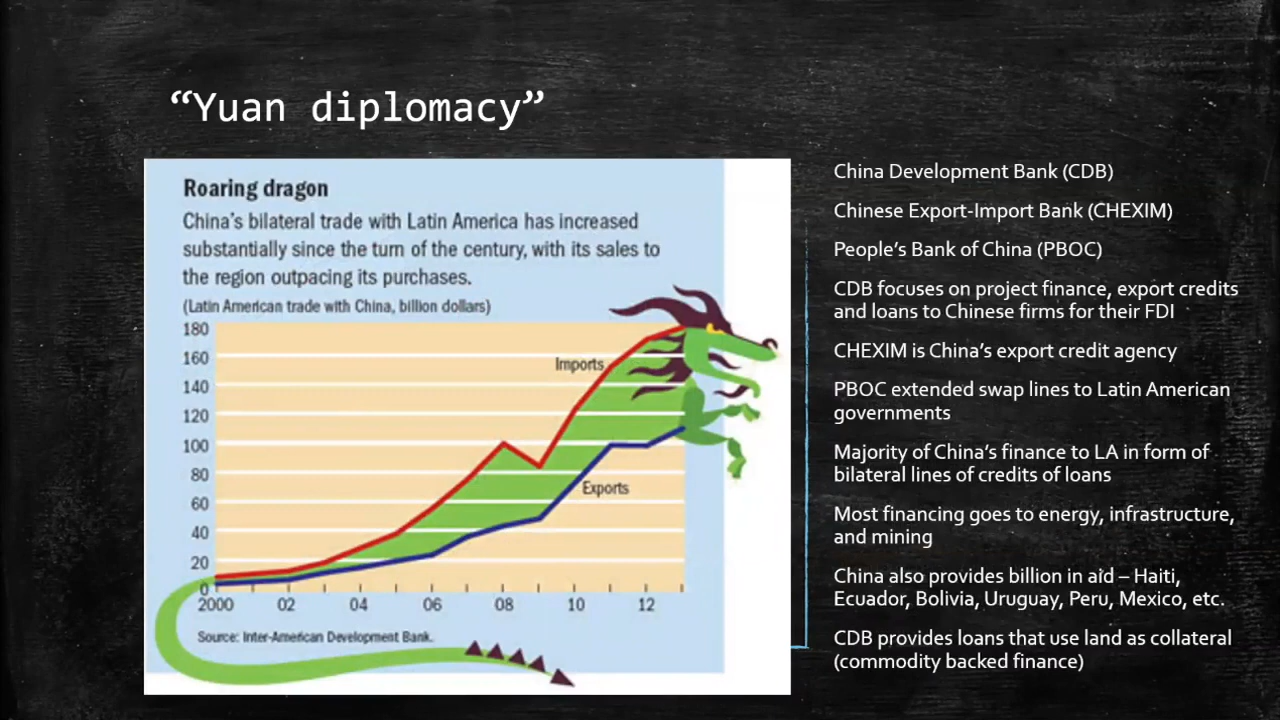 “Yuan diplomacy”
Roaring dragon
China's bilateral trade with Latin America has increased
substantially since the turn of the century, with its sales to
the region outpacing its purchases.
(Latin American trade with China, billion dollars)
180
160
140
120
100
80
60
40
20
0
Imports
Exports
2000 02 04 06 08 10 12
Source: Inter-American Development Bank.
China Development Bank (CDB)
Chinese Export-Import Bank (CHEXIM)
People's Bank of China (PBOC)
CDB focuses on project finance, export credits
and loans to Chinese firms for their FDI
CHEXIM is China's export credit agency
PBOC extended swap lines to Latin American
governments
Majority of China's finance to LA in form of
bilateral lines of credits of loans
Most financing goes to energy, infrastructure,
and mining
China also provides billion in aid – Haiti,
Ecuador, Bolivia, Uruguay, Peru, Mexico, etc.
CDB provides loans that use land as collateral
(commodity backed finance)